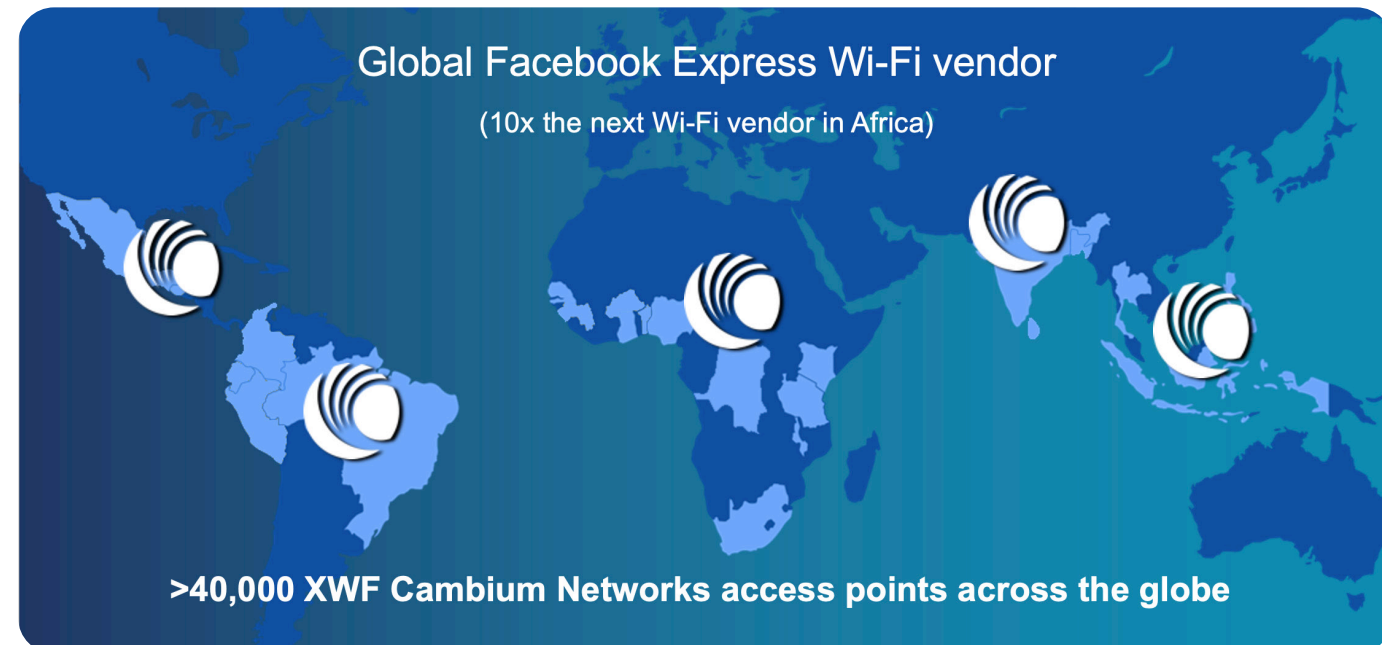 Global Facebook Express Wi-Fi vendor
(10x the next Wi-Fi vendor in Africa)
>40,000 XWF Cambium Networks access points across the globe